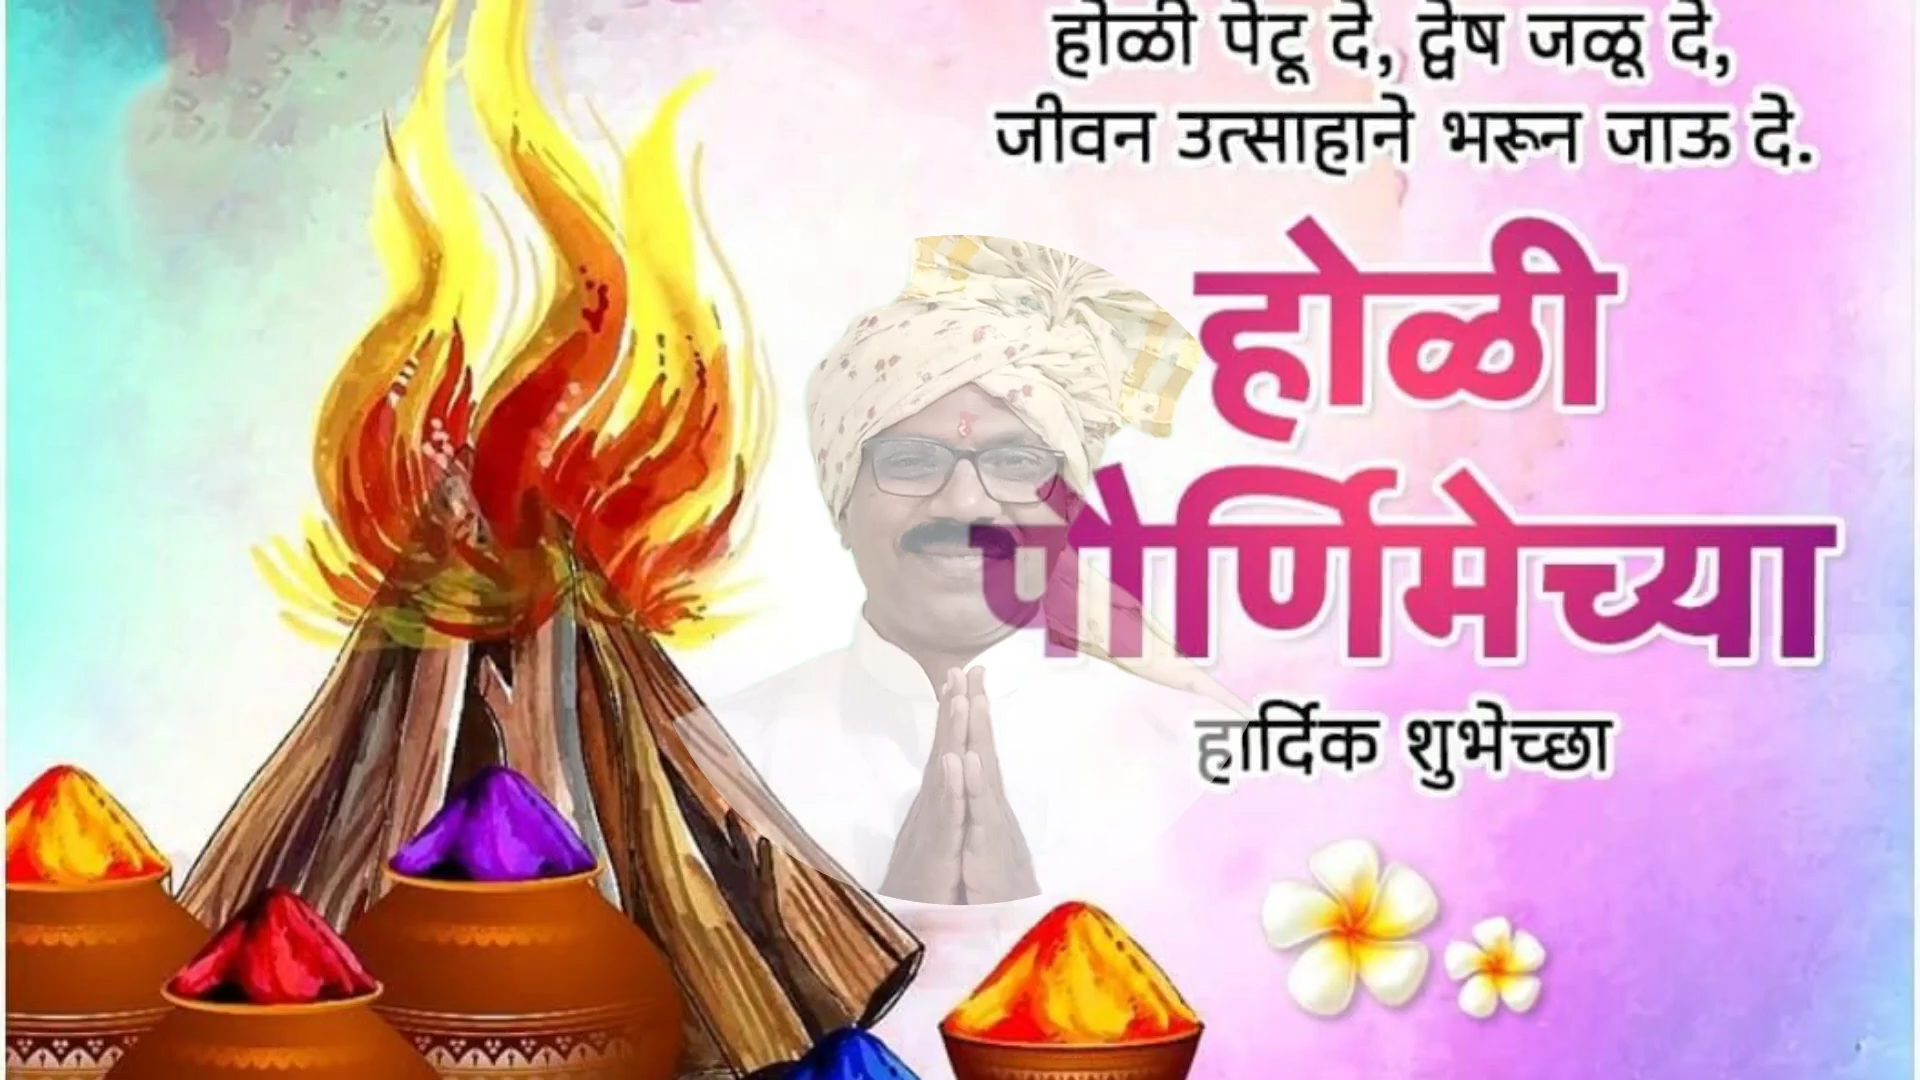 होळी पेटू दे, द्वेष जळू दे,
जीवन उत्साहाने भरून जाऊ दे.
होळी
पौर्णिमेच्या
हार्दिक शुभेच्छा